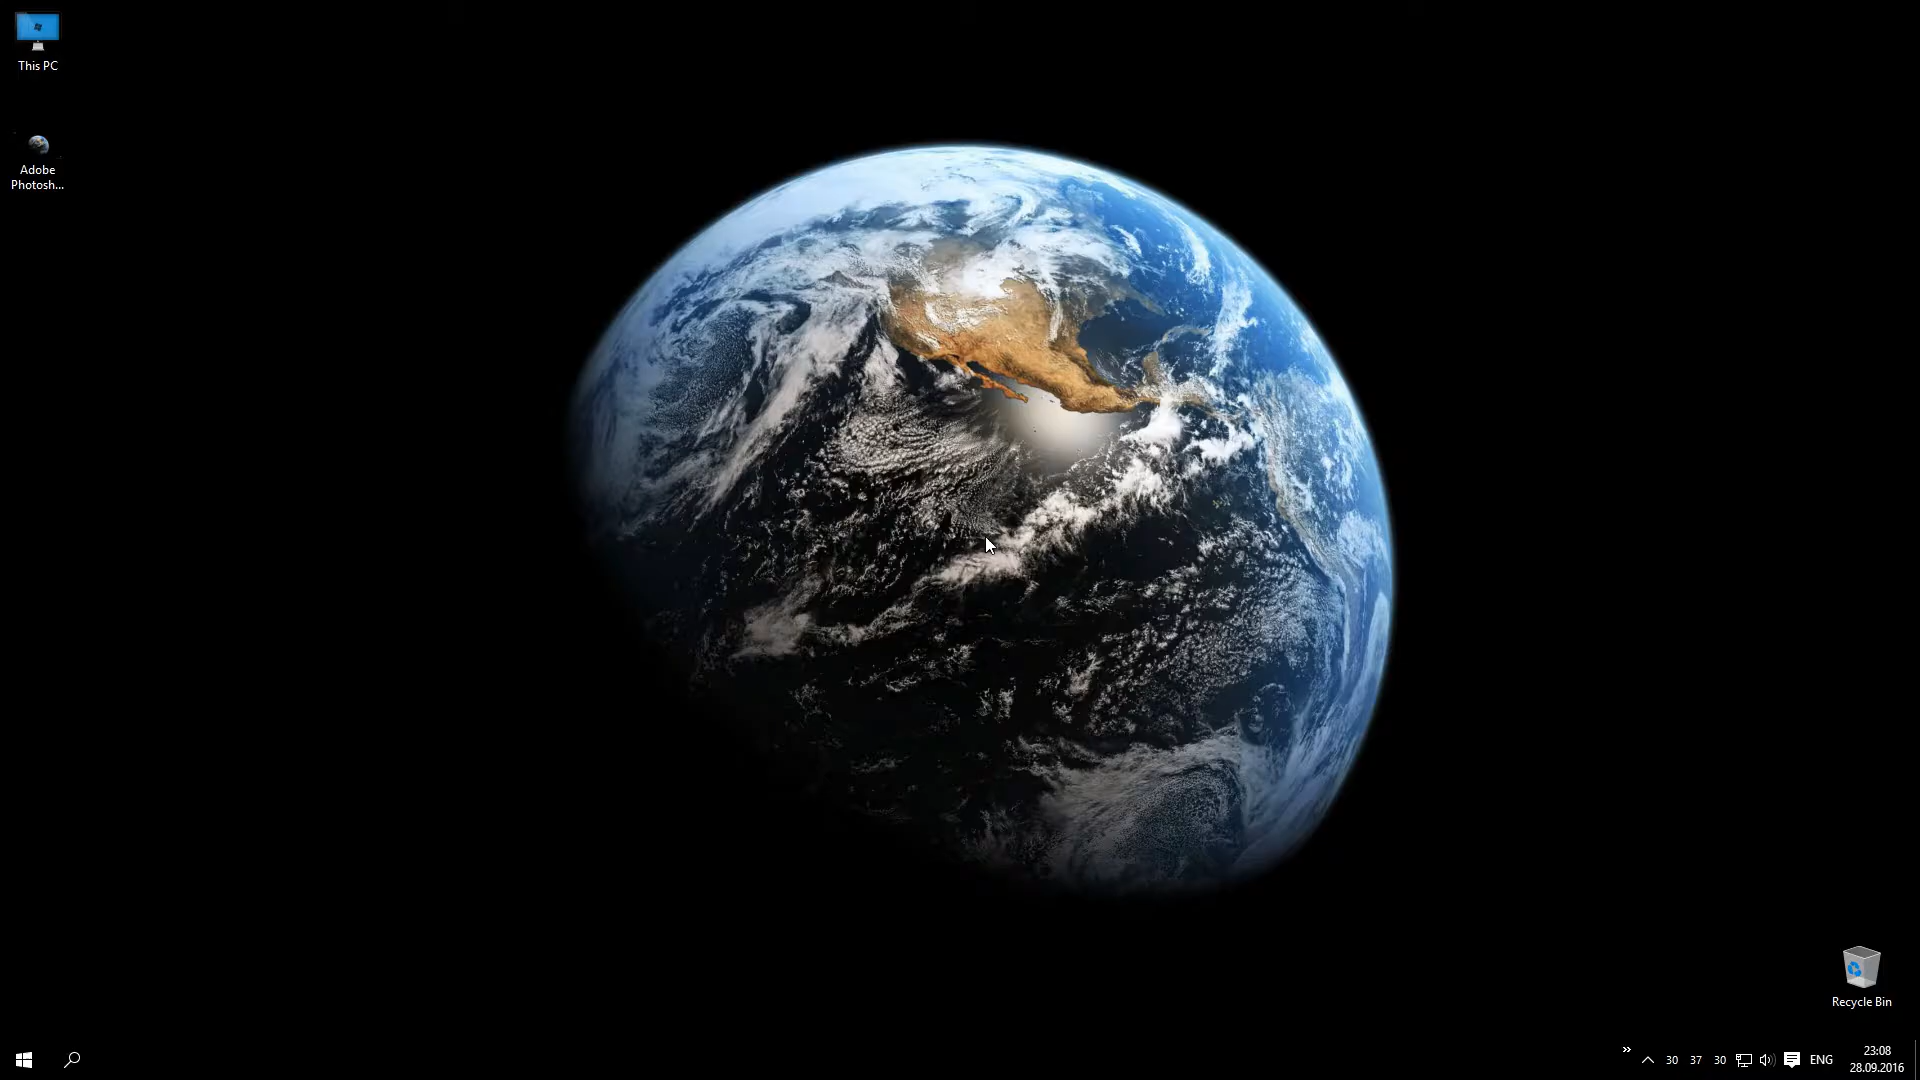 This PC
Adobe
Photosh...
Recycle Bin
30 37 30 ENG
23:08
28.09.2016